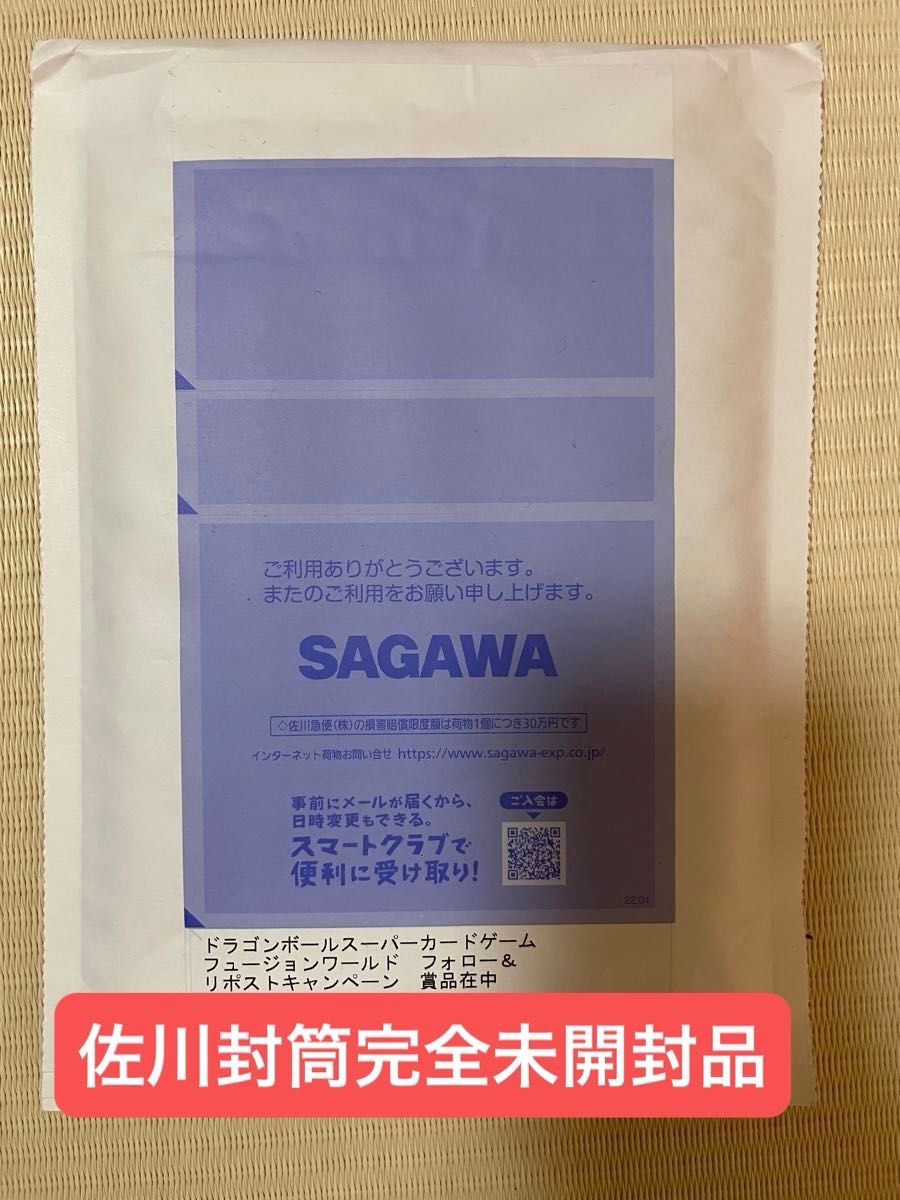 ご利用ありがとうございます。
またのご利用をお願い申し上げます。
SAGAWA
◇佐川急便(株)の損害賠償限度額は荷物1個につき30万円です
インターネット荷物お問い合せ https://www.sagawa-exp.co.jp/
事前にメールが届くから、
日時変更もできる。
スマートクラブで
便利に受け取り!
ご入会は
22.01
ドラゴンボールスーパーカードゲーム
フュージョンワールド　フォロー&
リポストキャンペーン　賞品在中
佐川封筒完全未開封品